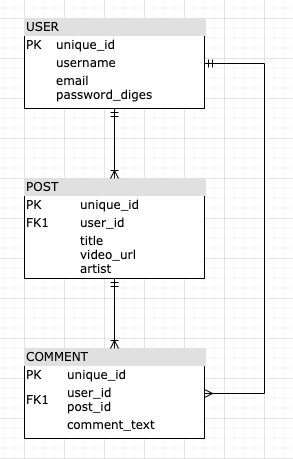 USER
PK unique_id
username
email
password_diges
POST
PK unique_id
FK1 user_id
title
video_url
artist
COMMENT
PK unique_id
FK1 user_id
post_id
comment_text